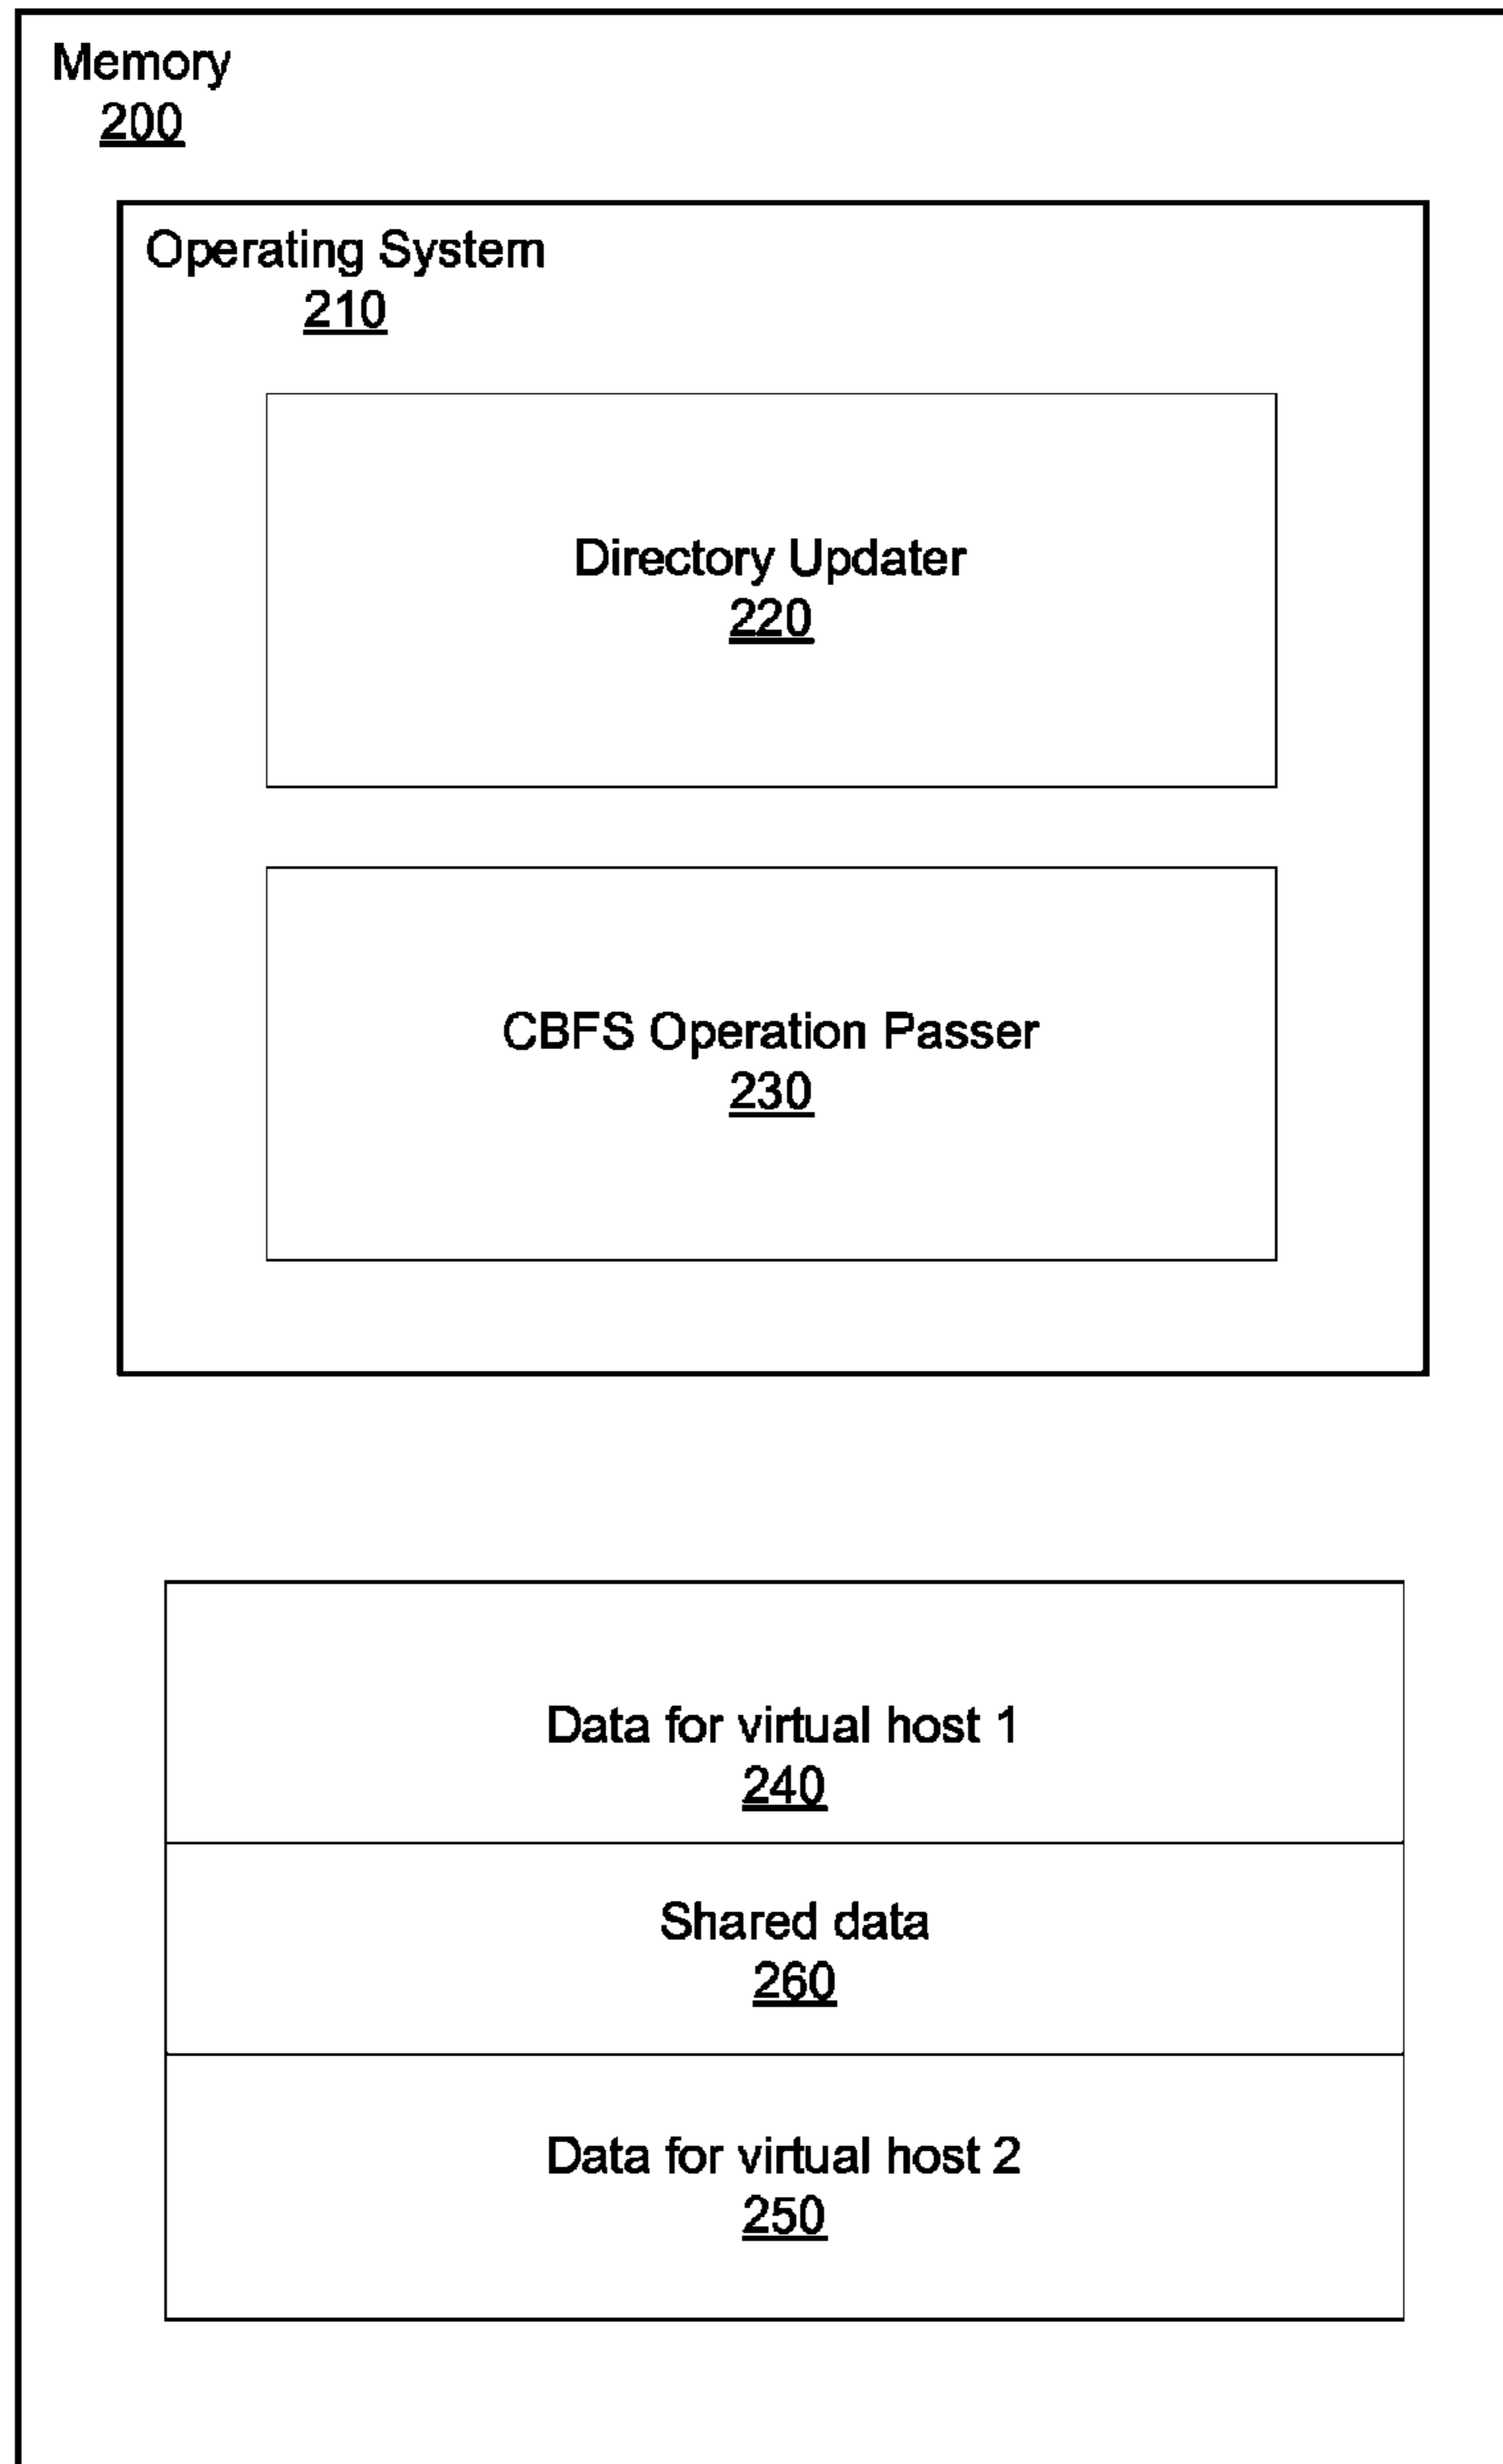 Memory
200
Operating System
210
Directory Updater
220
CBFS Operation Passer
230
Data for virtual host 1
240
Shared data
260
Data for virtual host 2
250